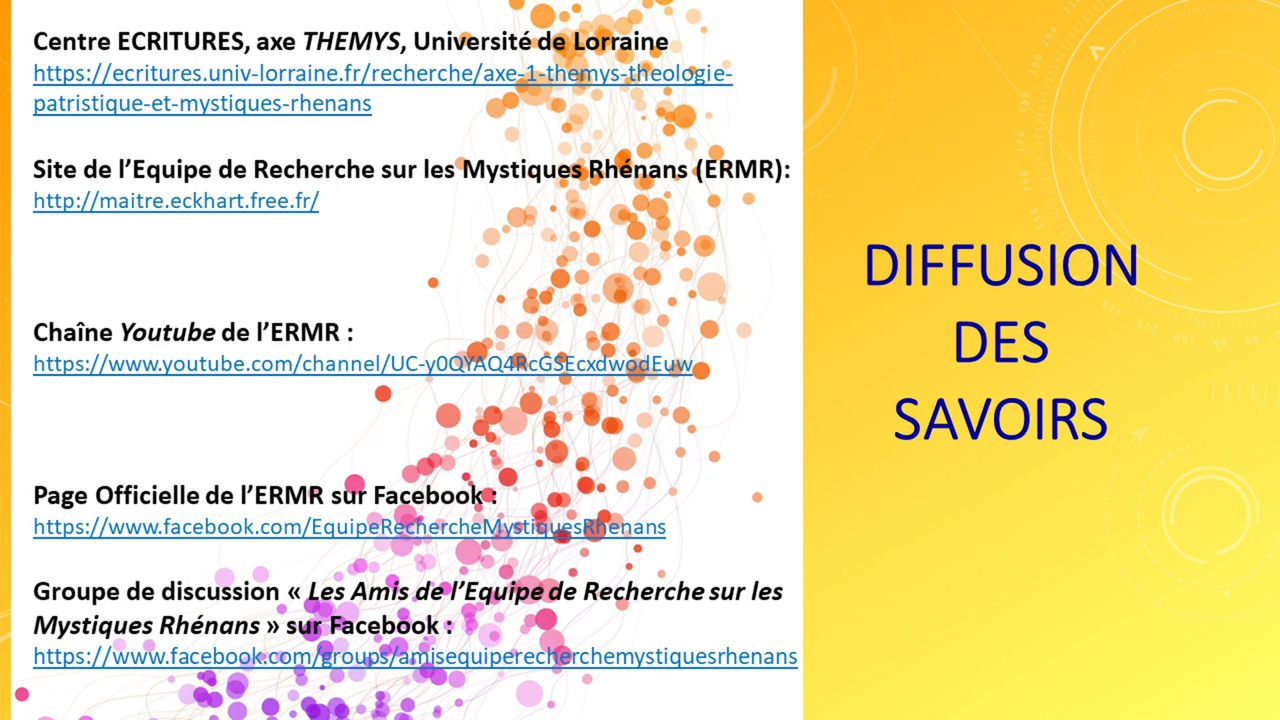 Centre ECRITURES, axe THEMYS, Université de Lorraine
https://ecritures.univ-lorraine.fr/recherche/axe-1-themys-theologie-
patristique-et-mystiques-rhenans
Site de l’Equipe de Recherche sur les Mystiques Rhénans (ERMR):
http://maitre.eckhart.free.fr/
Chaîne Youtube de l’ERMR :
https://www.youtube.com/channel/UC-y0QYAQ4RcGSEcxdwodEuw
Page Officielle de l’ERMR sur Facebook :
https://www.facebook.com/EquipeRechercheMystiquesRhenans
Groupe de discussion « Les Amis de l’Equipe de Recherche sur les
Mystiques Rhénans » sur Facebook :
https://www.facebook.com/groups/amisequiperecherchemystiquesrhenans
DIFFUSION
DES
SAVOIRS